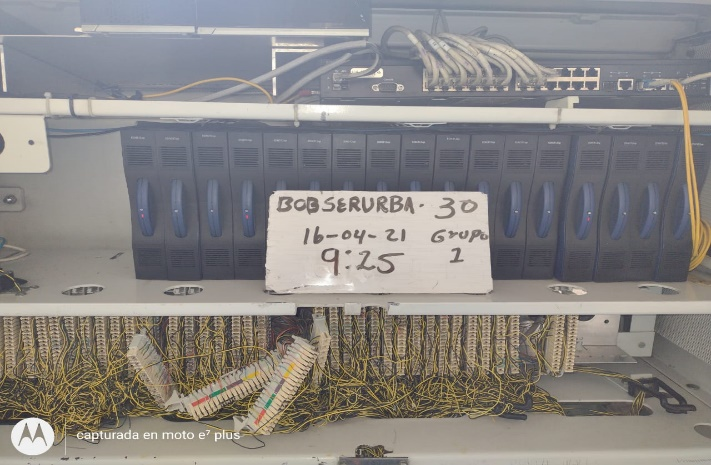 BOBSERURBA. 30
16-04-21 GrUPO
9:25 1
capturada en moto e⁷ plus